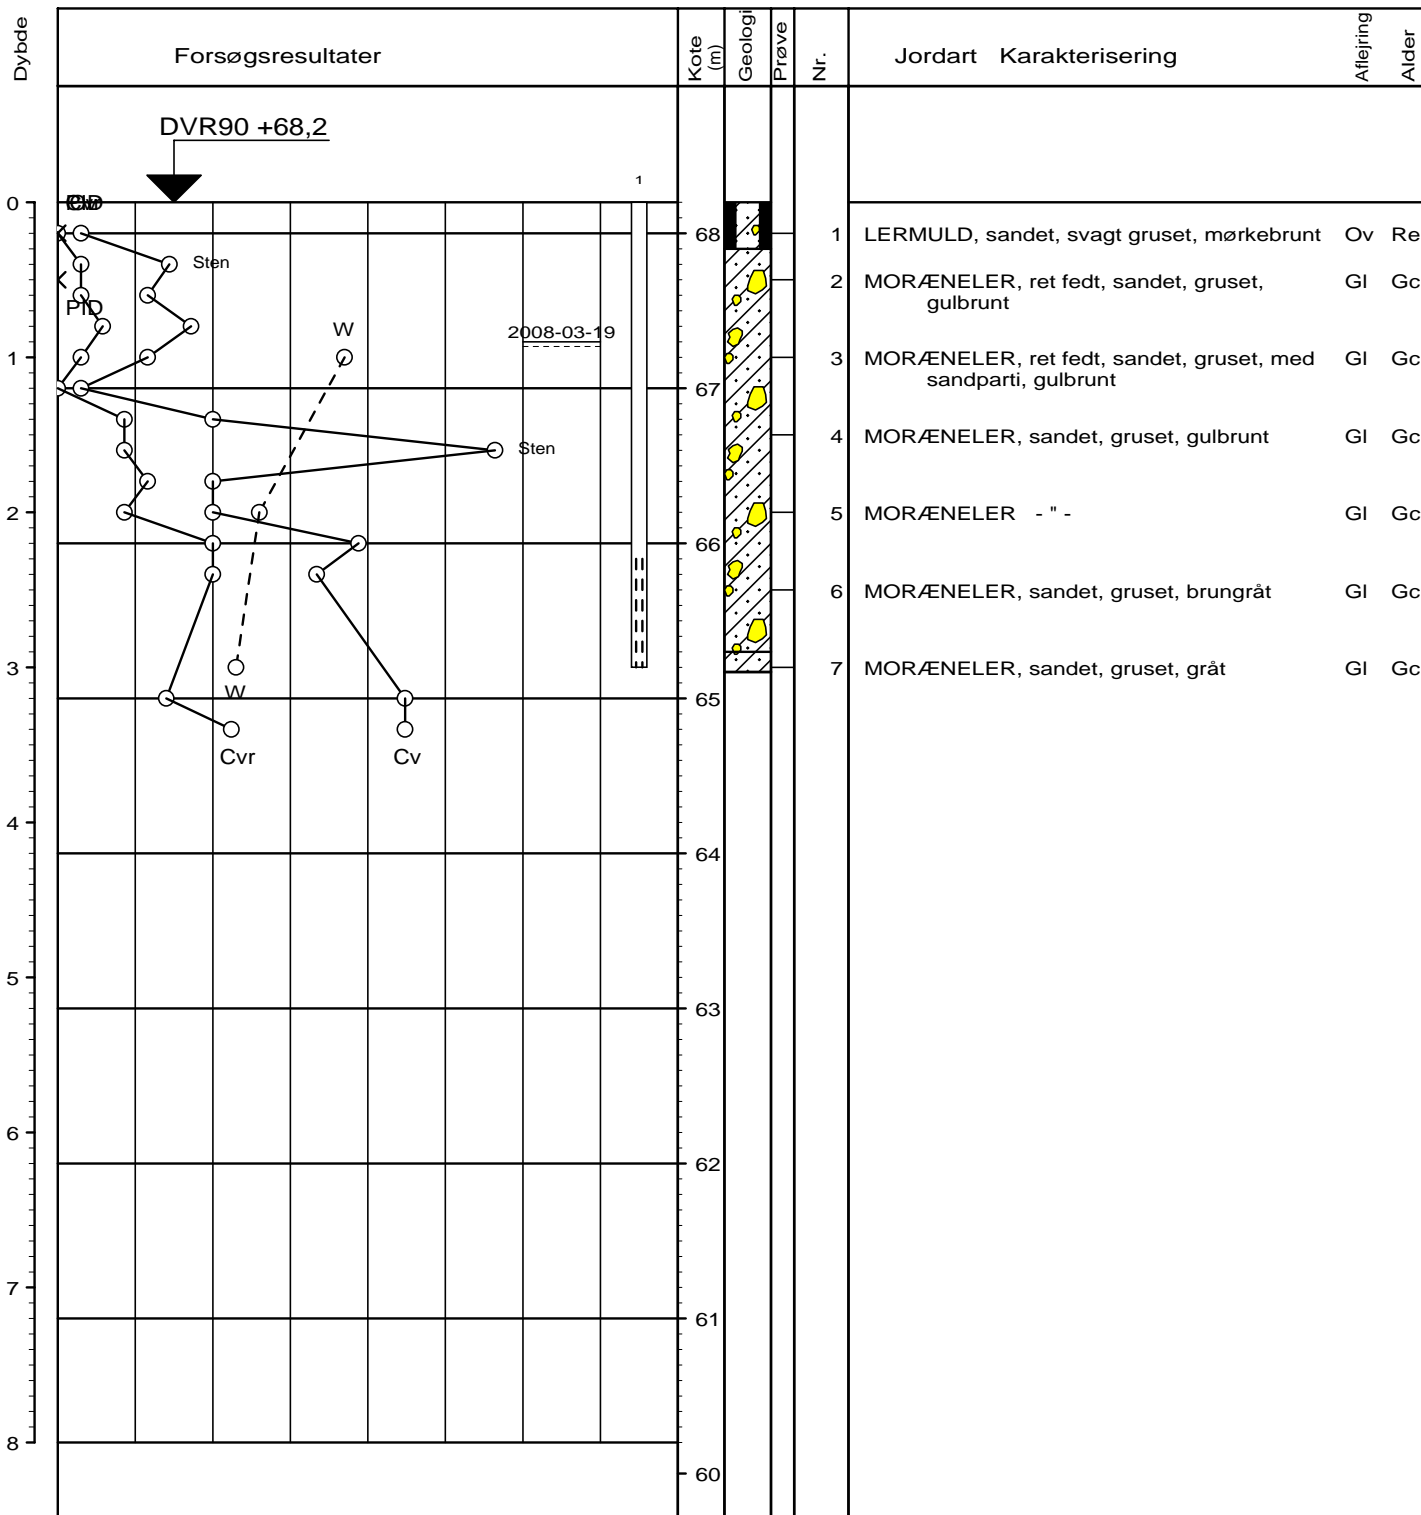 Dybde
Forsøgsresultater
Kote (m)
Geologi
Prøve
Nr.
Jordart Karakterisering
Aflejring
Alder
DVR90 +68,2
1
0
68
1 LERMULD, sandet, svagt gruset, mørkebrunt Ov Re
Sten
2 MORÆNELER, ret fedt, sandet, gruset, Gl Gc
gulbrunt
PID
W
2008-03-19
1
3 MORÆNELER, ret fedt, sandet, gruset, med Gl Gc
sandparti, gulbrunt
67
Sten
4 MORÆNELER, sandet, gruset, gulbrunt Gl Gc
2
5 MORÆNELER - " - Gl Gc
66
6 MORÆNELER, sandet, gruset, brungråt Gl Gc
3
7 MORÆNELER, sandet, gruset, gråt Gl Gc
W
65
Cvr
Cv
4
64
5
63
6
62
7
61
8
60